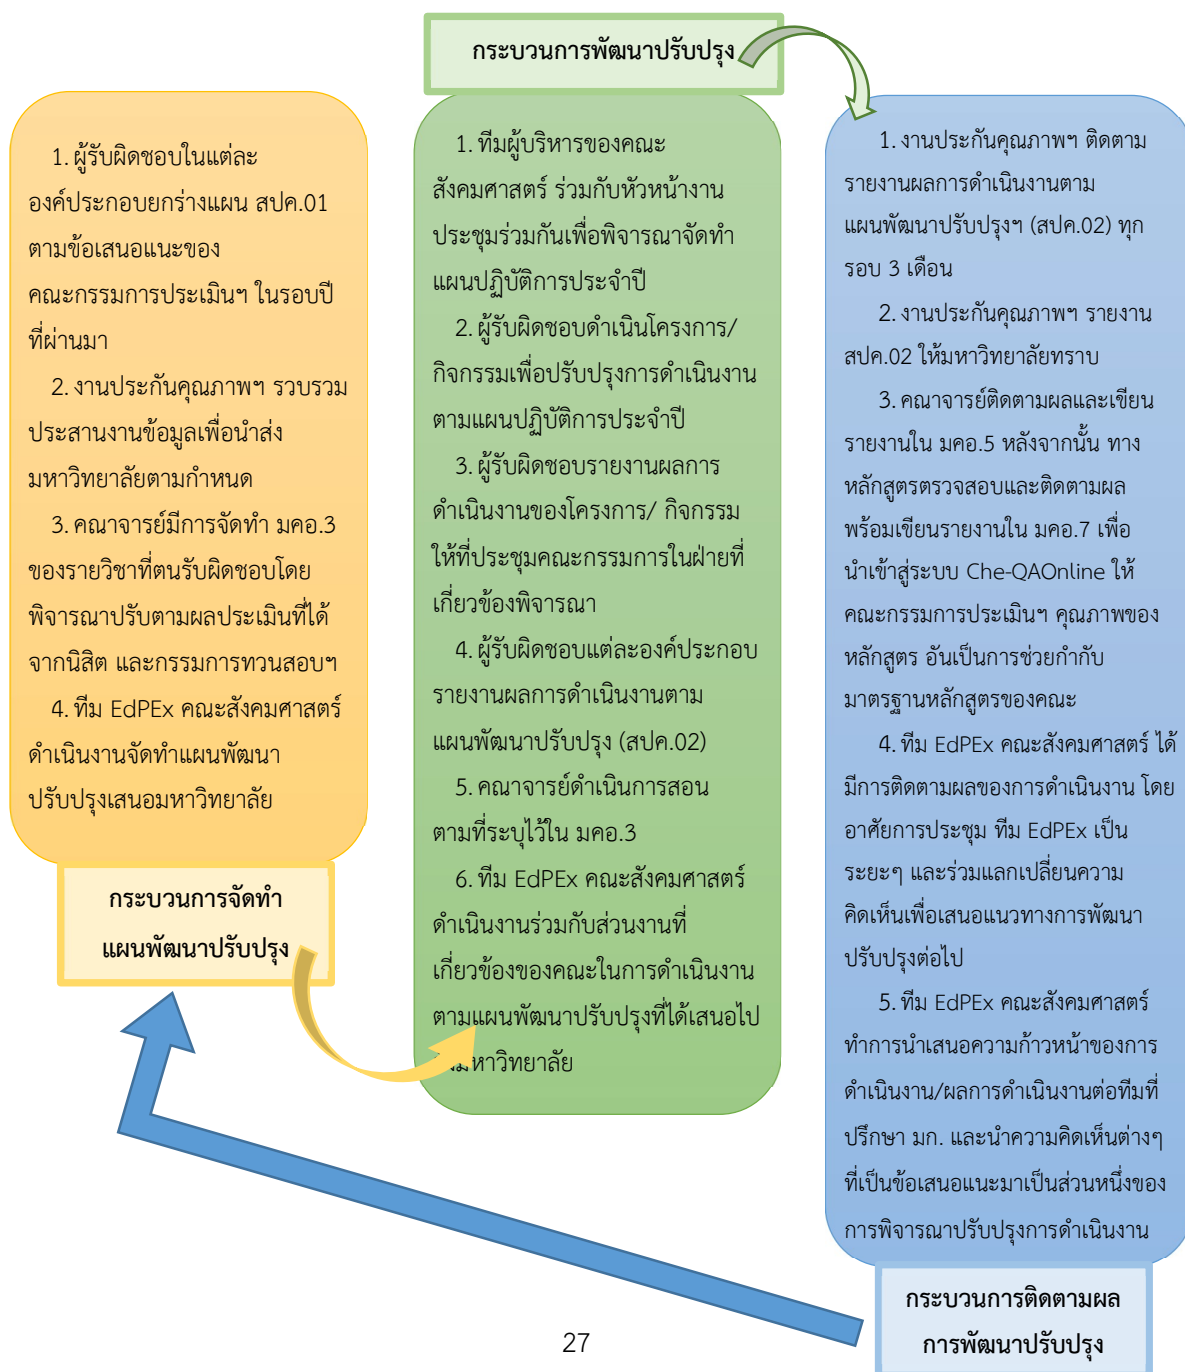 กระบวนการพัฒนาปรับปรุง
1. ผู้รับผิดชอบในแต่ละ
องค์ประกอบยกร่างแผน สปค.01
ตามข้อเสนอแนะของ
คณะกรรมการประเมินฯ ในรอบปี
ที่ผ่านมา
2. งานประกันคุณภาพฯ รวบรวม
ประสานงานข้อมูลเพื่อนำส่ง
มหาวิทยาลัยตามกำหนด
3. คณาจารย์มีการจัดทำ มคอ.3
ของรายวิชาที่ตนรับผิดชอบโดย
พิจารณาปรับตามผลประเมินที่ได้
จากนิสิต และกรรมการทวนสอบฯ
4. ทีม EdPEx คณะสังคมศาสตร์
ดำเนินงานจัดทำแผนพัฒนา
ปรับปรุงเสนอมหาวิทยาลัย
กระบวนการจัดทำ
แผนพัฒนาปรับปรุง
1. ทีมผู้บริหารของคณะ
สังคมศาสตร์ ร่วมกับหัวหน้างาน
ประชุมร่วมกันเพื่อพิจารณาจัดทำ
แผนปฏิบัติการประจำปี
2. ผู้รับผิดชอบดำเนินโครงการ/
กิจกรรมเพื่อปรับปรุงการดำเนินงาน
ตามแผนปฏิบัติการประจำปี
3. ผู้รับผิดชอบรายงานผลการ
ดำเนินงานของโครงการ/ กิจกรรม
ให้ที่ประชุมคณะกรรมการในฝ่ายที่
เกี่ยวข้องพิจารณา
4. ผู้รับผิดชอบแต่ละองค์ประกอบ
รายงานผลการดำเนินงานตาม
แผนพัฒนาปรับปรุง (สปค.02)
5. คณาจารย์ดำเนินการสอน
ตามที่ระบุไว้ใน มคอ.3
6. ทีม EdPEx คณะสังคมศาสตร์
ดำเนินงานร่วมกับส่วนงานที่
เกี่ยวข้องของคณะในการดำเนินงาน
ตามแผนพัฒนาปรับปรุงที่ได้เสนอไป
มหาวิทยาลัย
1. งานประกันคุณภาพฯ ติดตาม
รายงานผลการดำเนินงานตาม
แผนพัฒนาปรับปรุงฯ (สปค.02) ทุก
รอบ 3 เดือน
2. งานประกันคุณภาพฯ รายงาน
สปค.02 ให้มหาวิทยาลัยทราบ
3. คณาจารย์ติดตามผลและเขียน
รายงานใน มคอ.5 หลังจากนั้น ทาง
หลักสูตรตรวจสอบและติดตามผล
พร้อมเขียนรายงานใน มคอ.7 เพื่อ
นำเข้าสู่ระบบ Che-QAOnline ให้
คณะกรรมการประเมินฯ คุณภาพของ
หลักสูตร อันเป็นการช่วยกำกับ
มาตรฐานหลักสูตรของคณะ
4. ทีม EdPEx คณะสังคมศาสตร์ ได้
มีการติดตามผลของการดำเนินงาน โดย
อาศัยการประชุม ทีม EdPEx เป็น
ระยะๆ และร่วมแลกเปลี่ยนความ
คิดเห็นเพื่อเสนอแนวทางการพัฒนา
ปรับปรุงต่อไป
5. ทีม EdPEx คณะสังคมศาสตร์
ทำการนำเสนอความก้าวหน้าของการ
ดำเนินงาน/ผลการดำเนินงานต่อทีมที่
ปรึกษา มก. และนำความคิดเห็นต่างๆ
ที่เป็นข้อเสนอแนะมาเป็นส่วนหนึ่งของ
การพิจารณาปรับปรุงการดำเนินงาน
กระบวนการติดตามผล
การพัฒนาปรับปรุง
27